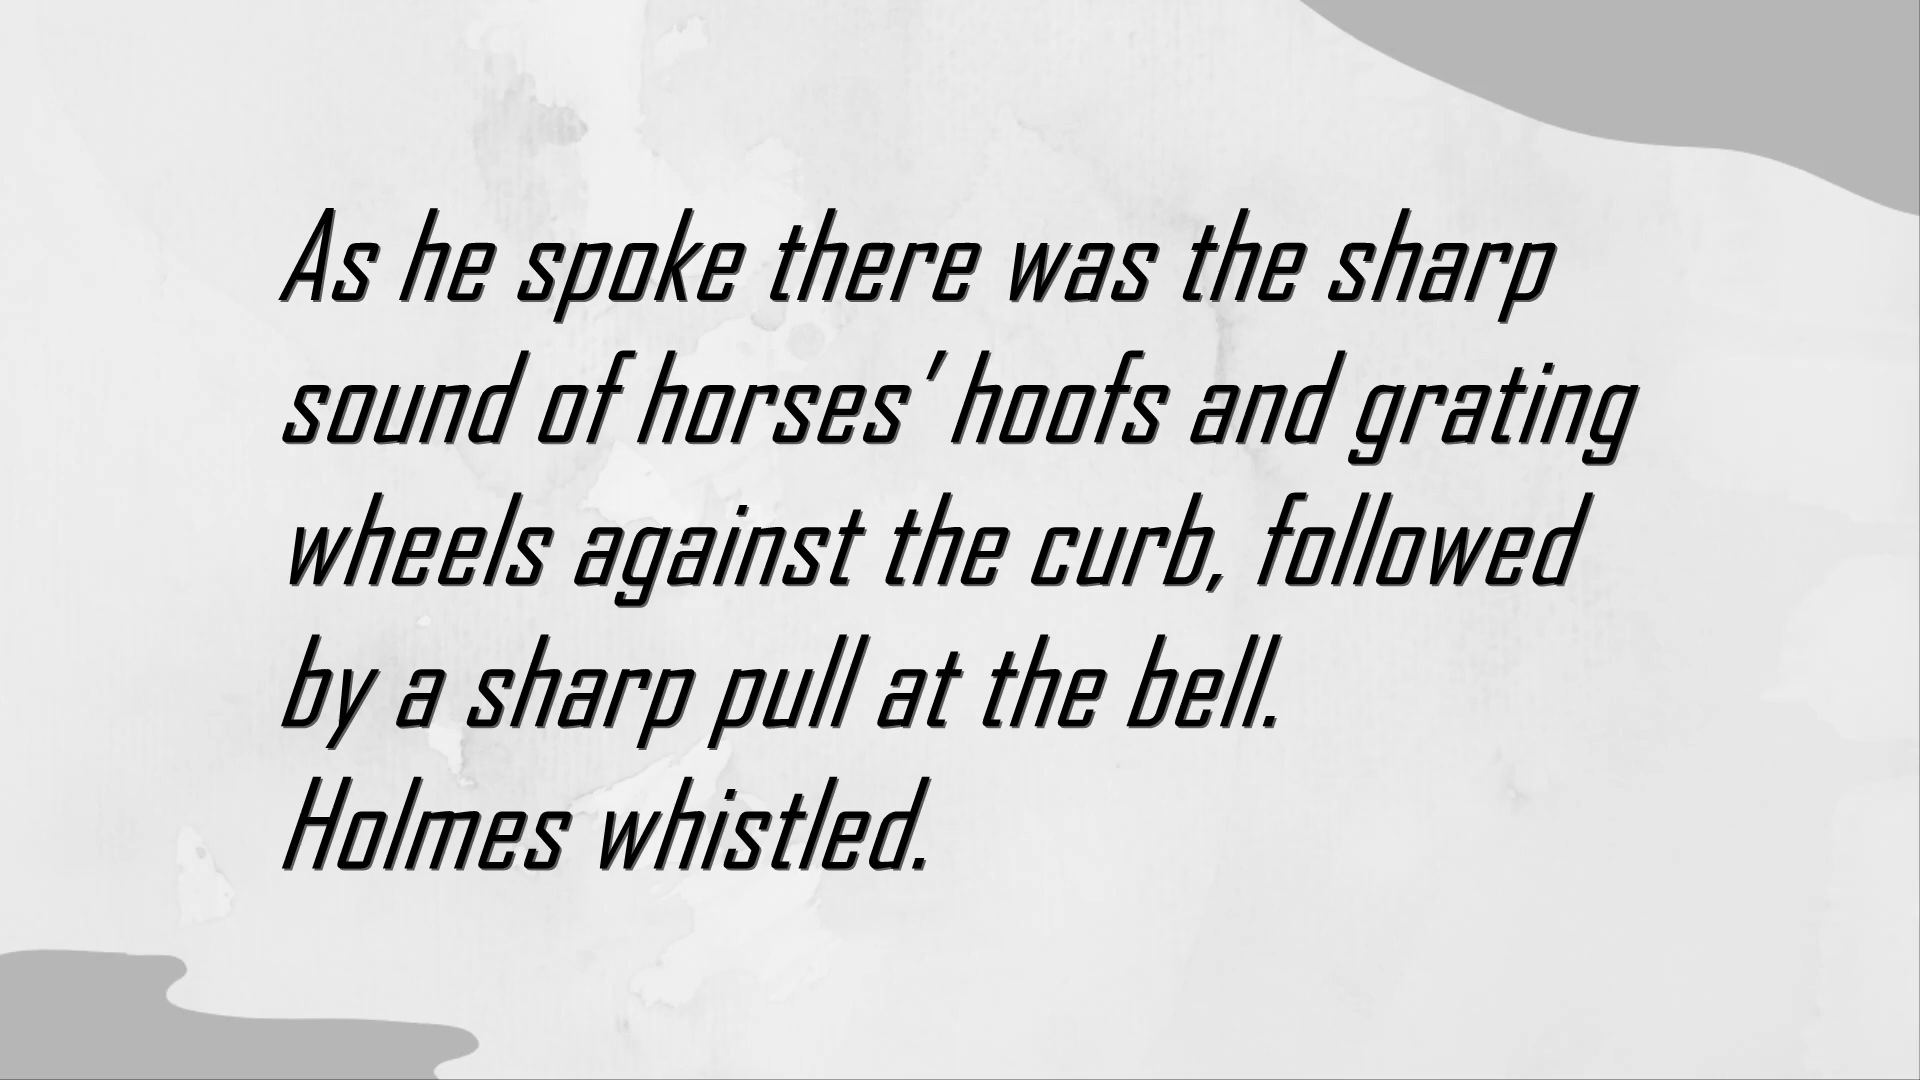 As he spoke there was the sharp
sound of horses’ hoofs and grating
wheels against the curb, followed
by a sharp pull at the bell.
Holmes whistled.